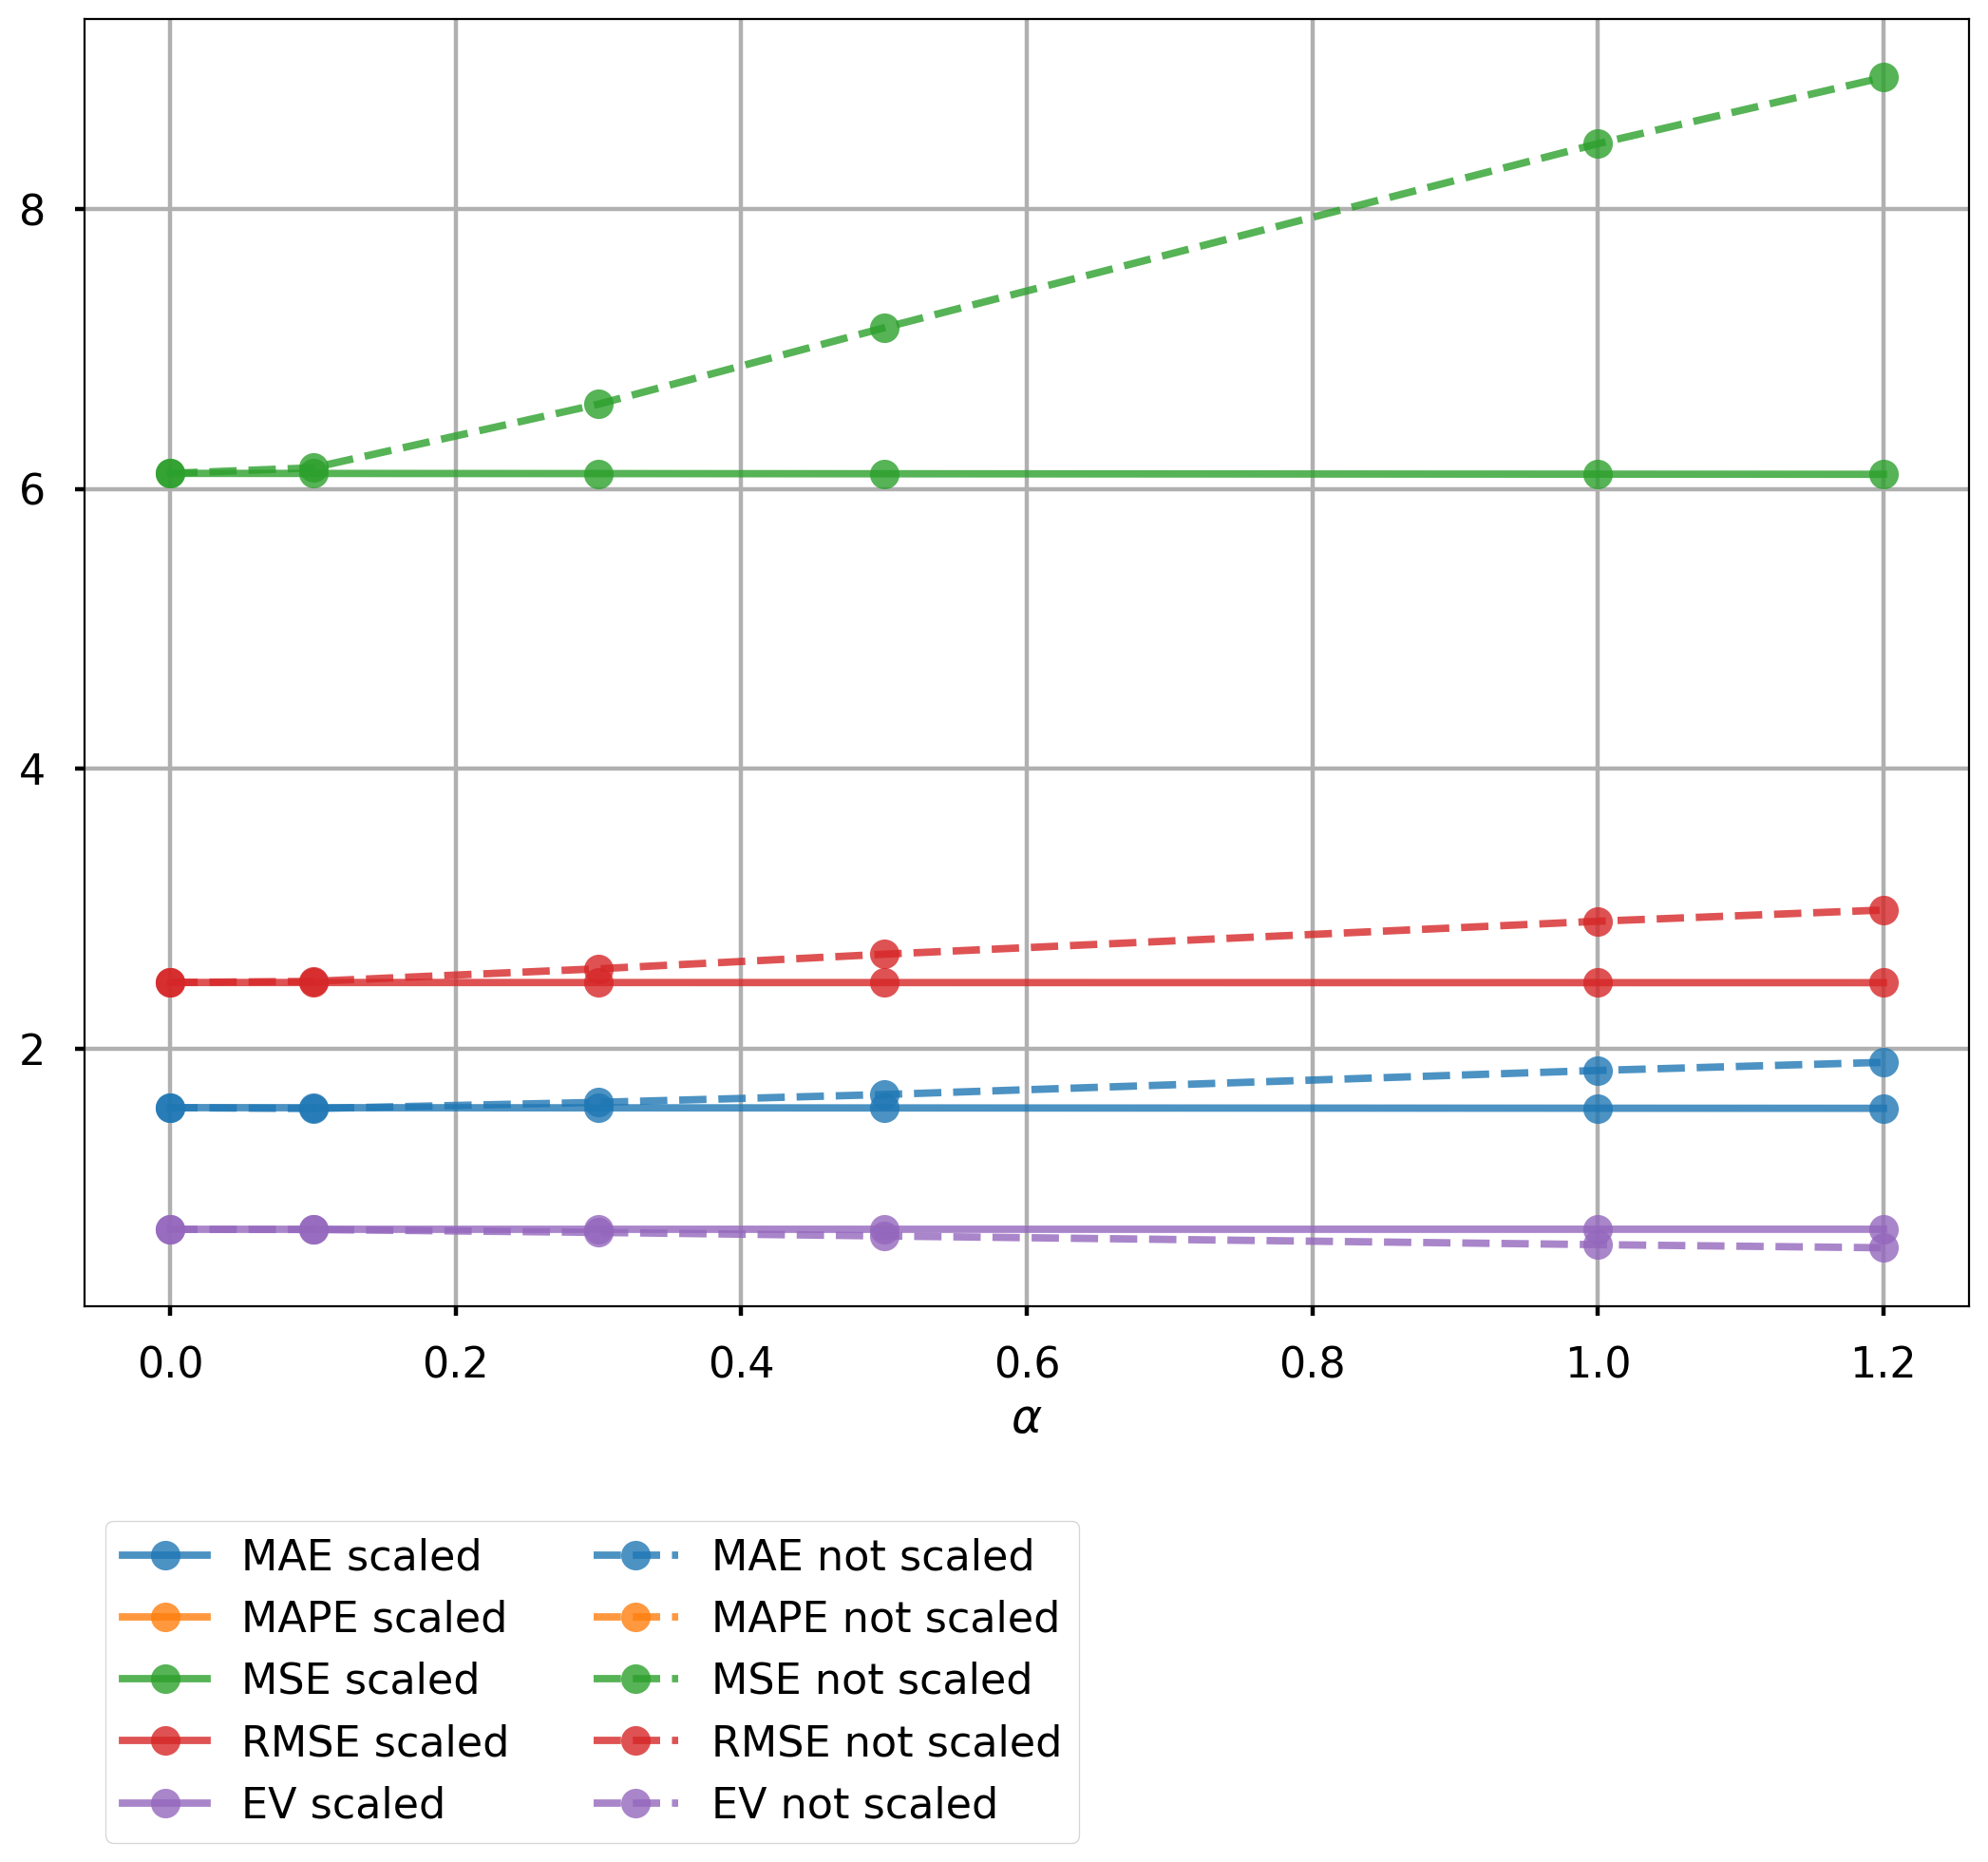 8
6
4
2
0.0 0.2 0.4 0.6 0.8 1.0 1.2
α
MAE scaled
MAPE scaled
MSE scaled
RMSE scaled
EV scaled
MAE not scaled
MAPE not scaled
MSE not scaled
RMSE not scaled
EV not scaled